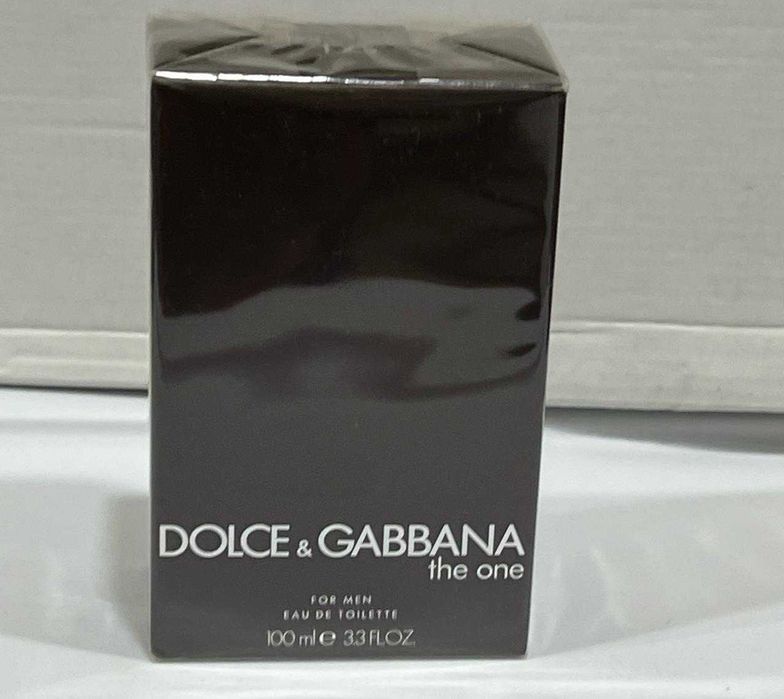 DOLCE & GABBANA
the one
FOR MEN
EAU DE TOILETTE
100 ml e 3.3 FL.OZ.